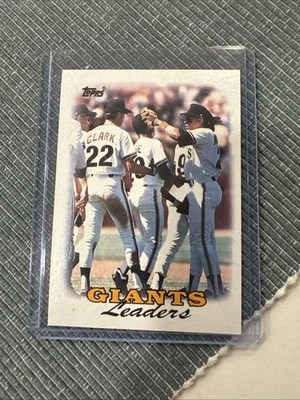 Topps
CLARK
22
GIANTS
Leaders